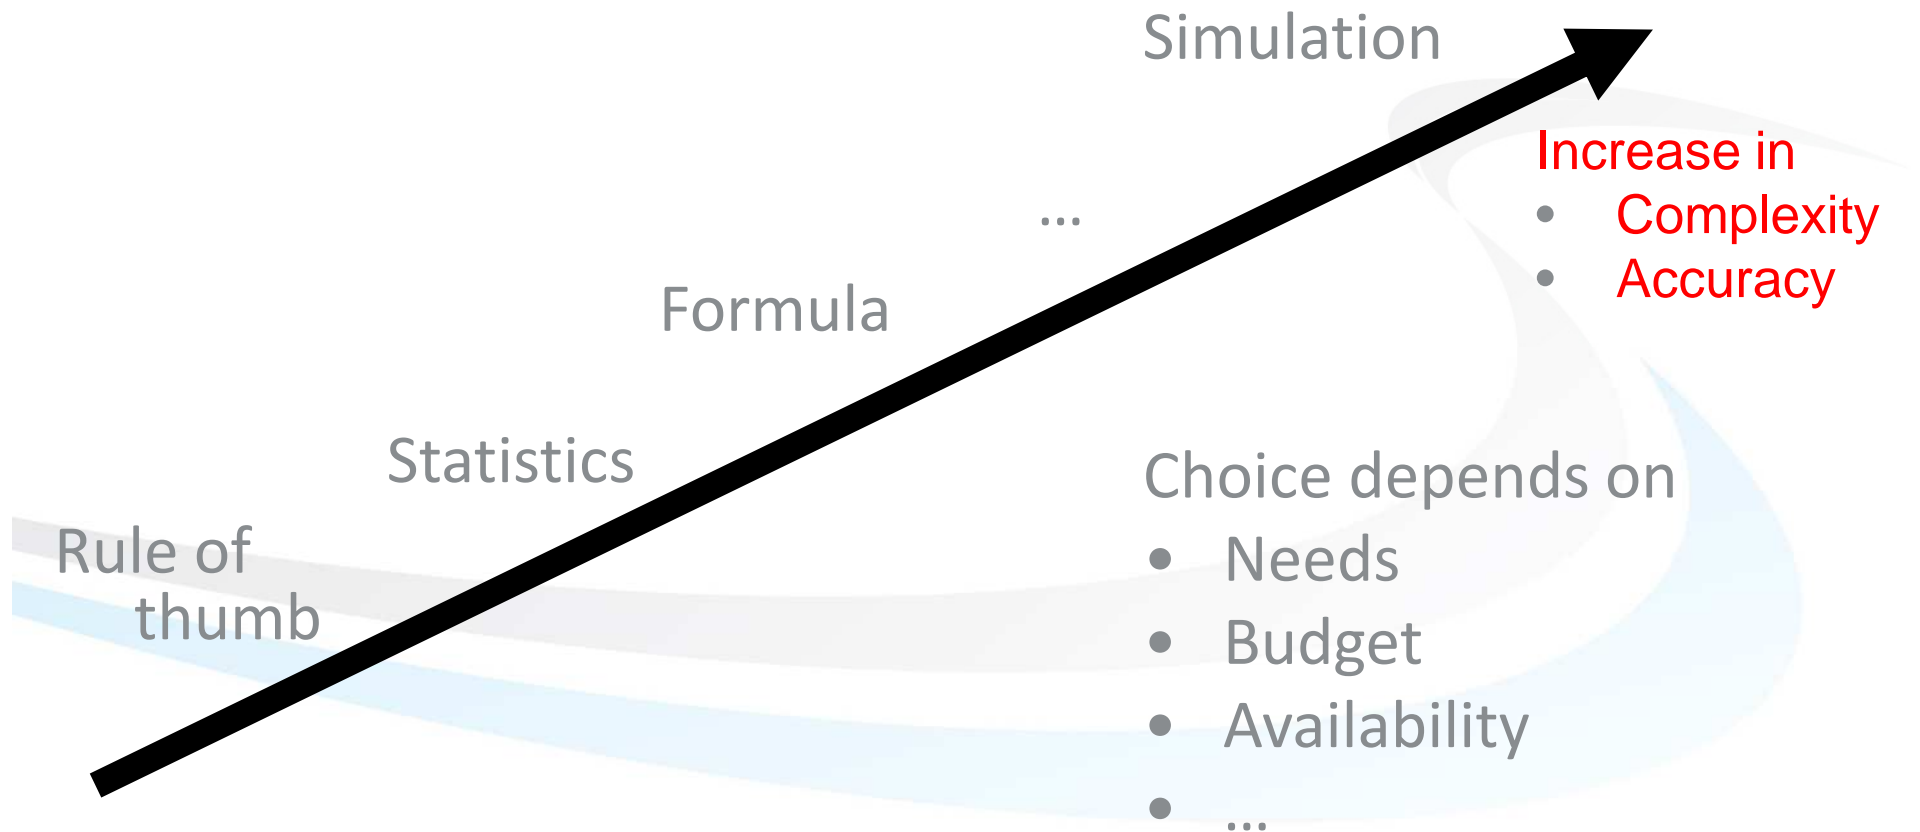 Simulation
Increase in
• Complexity
• Accuracy
...
Formula
Statistics
Rule of
thumb
Choice depends on
• Needs
• Budget
• Availability
• ...